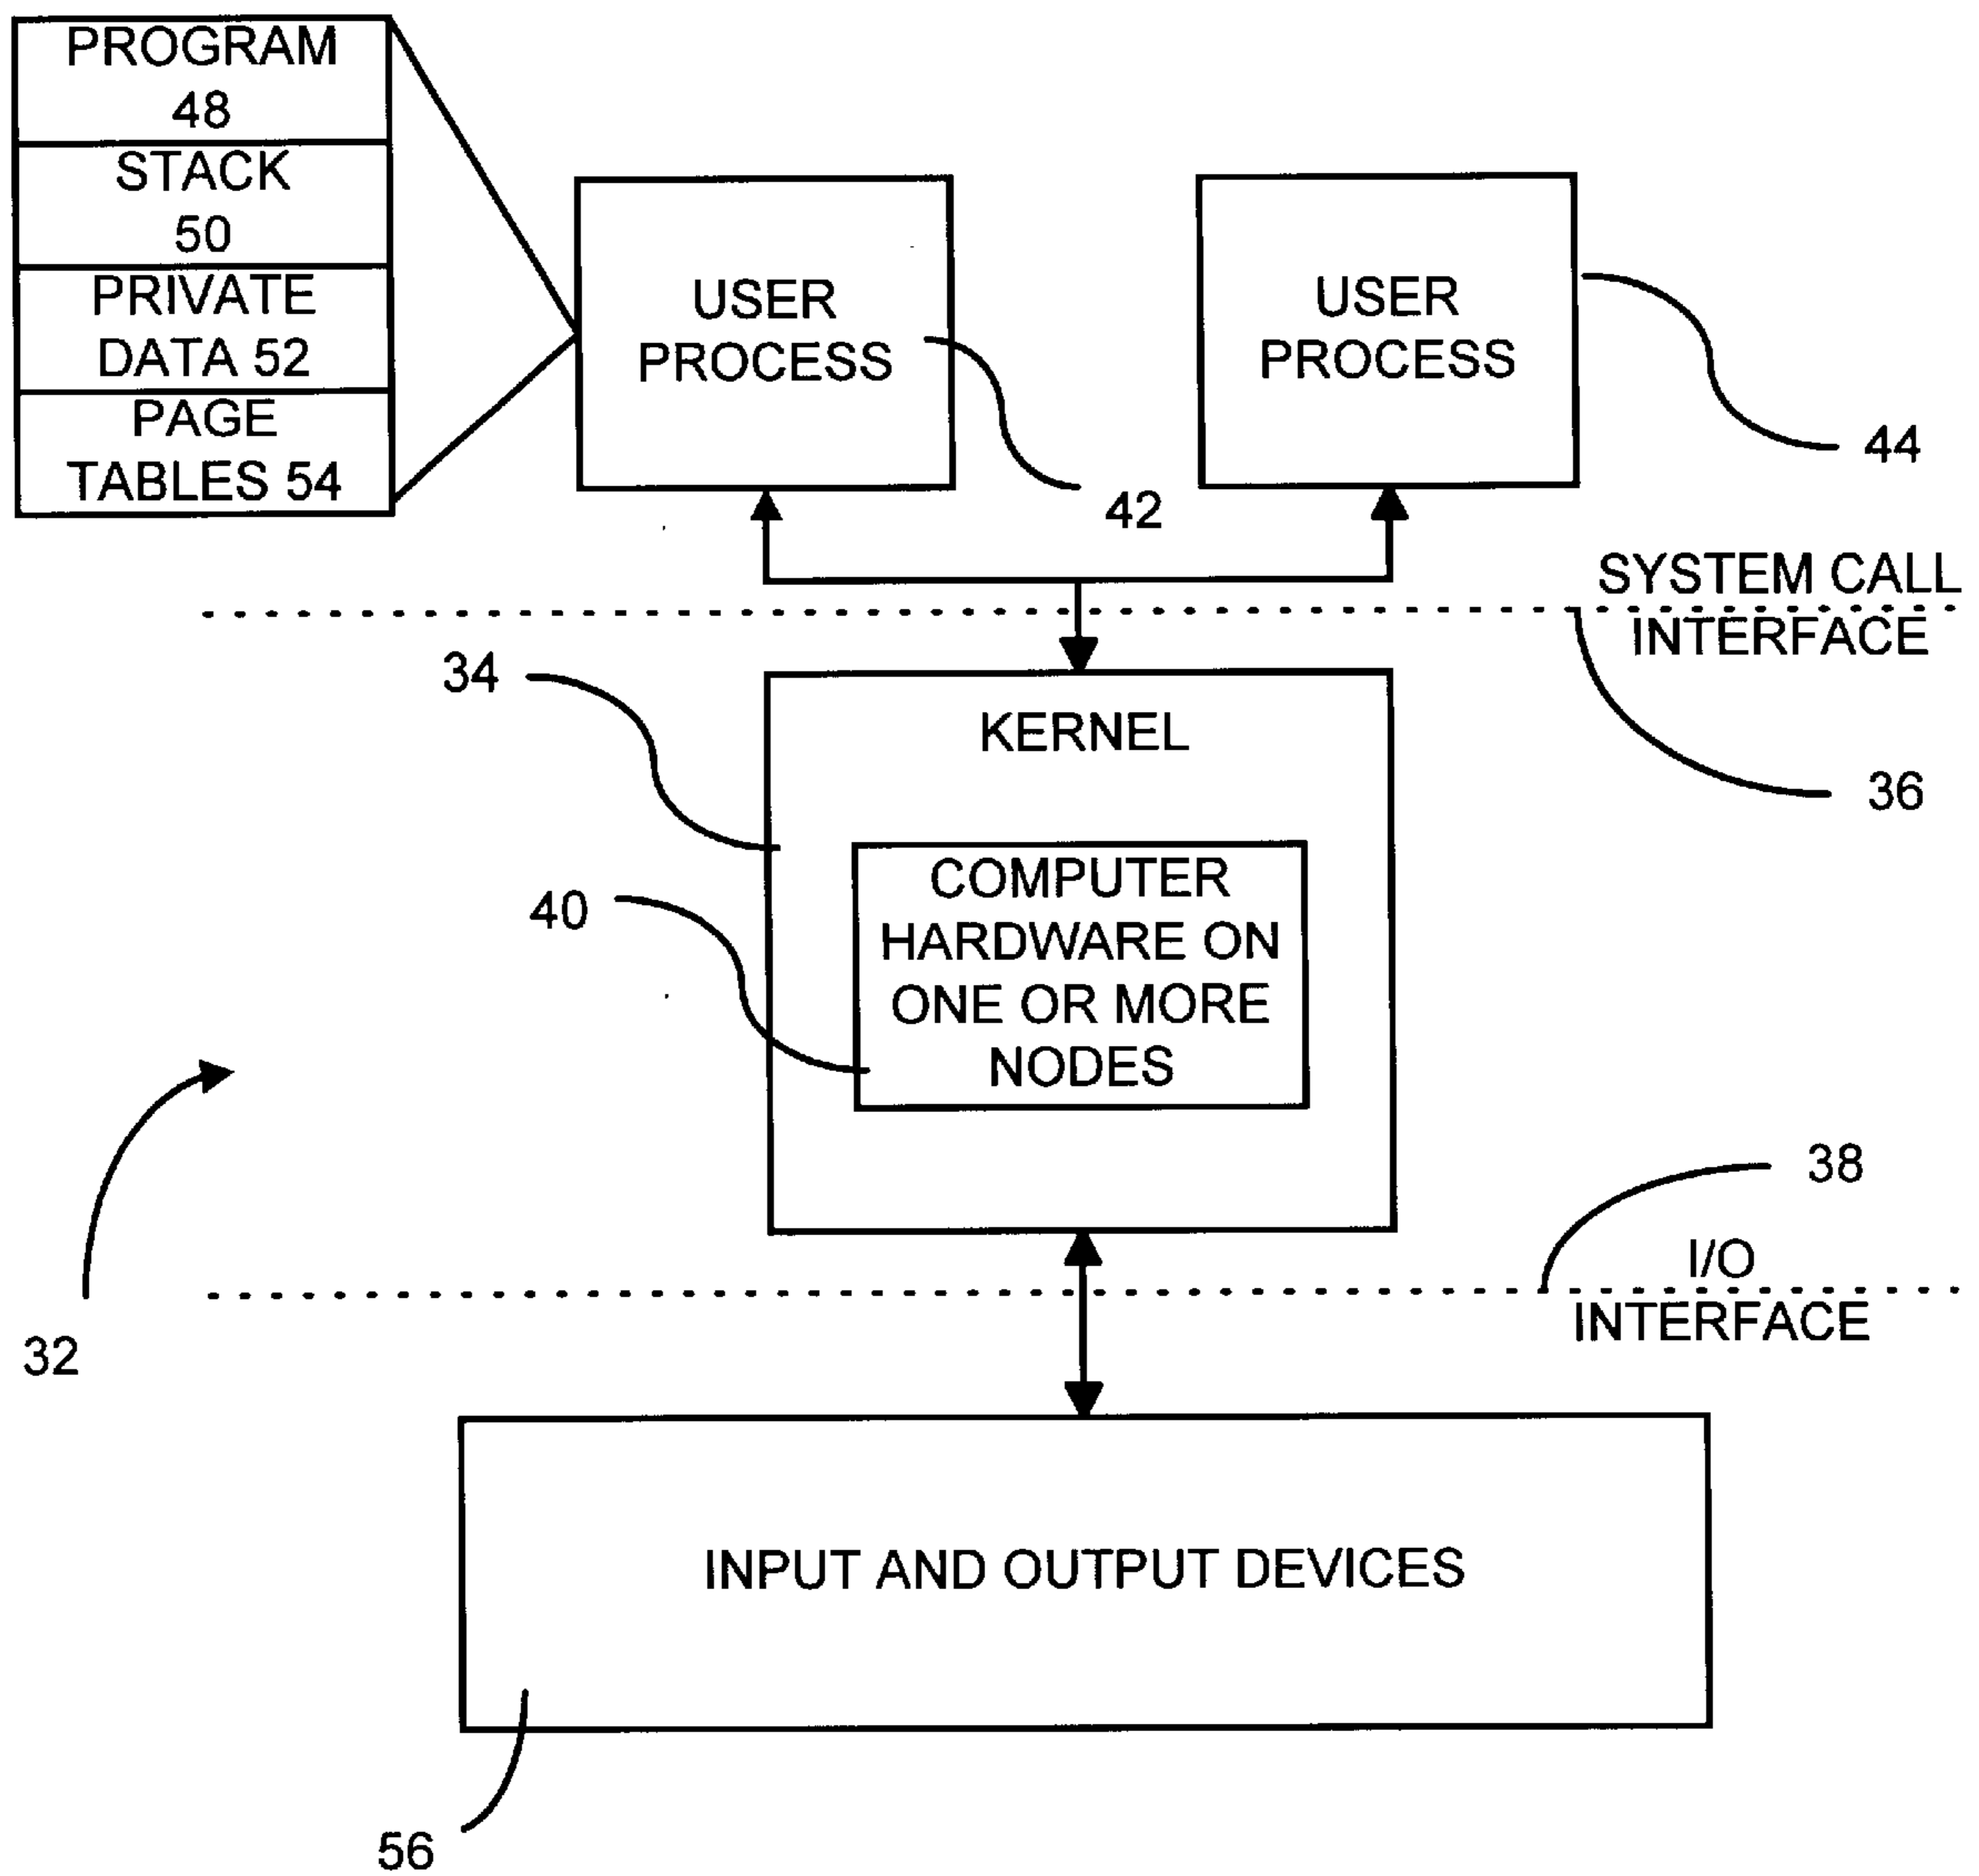 PROGRAM
48
STACK
50
PRIVATE
DATA 52
PAGE
TABLES 54
USER
PROCESS
42
USER
PROCESS
44
SYSTEM CALL
INTERFACE
36
34
KERNEL
40
COMPUTER
HARDWARE ON
ONE OR MORE
NODES
38
I/O
INTERFACE
32
INPUT AND OUTPUT DEVICES
56